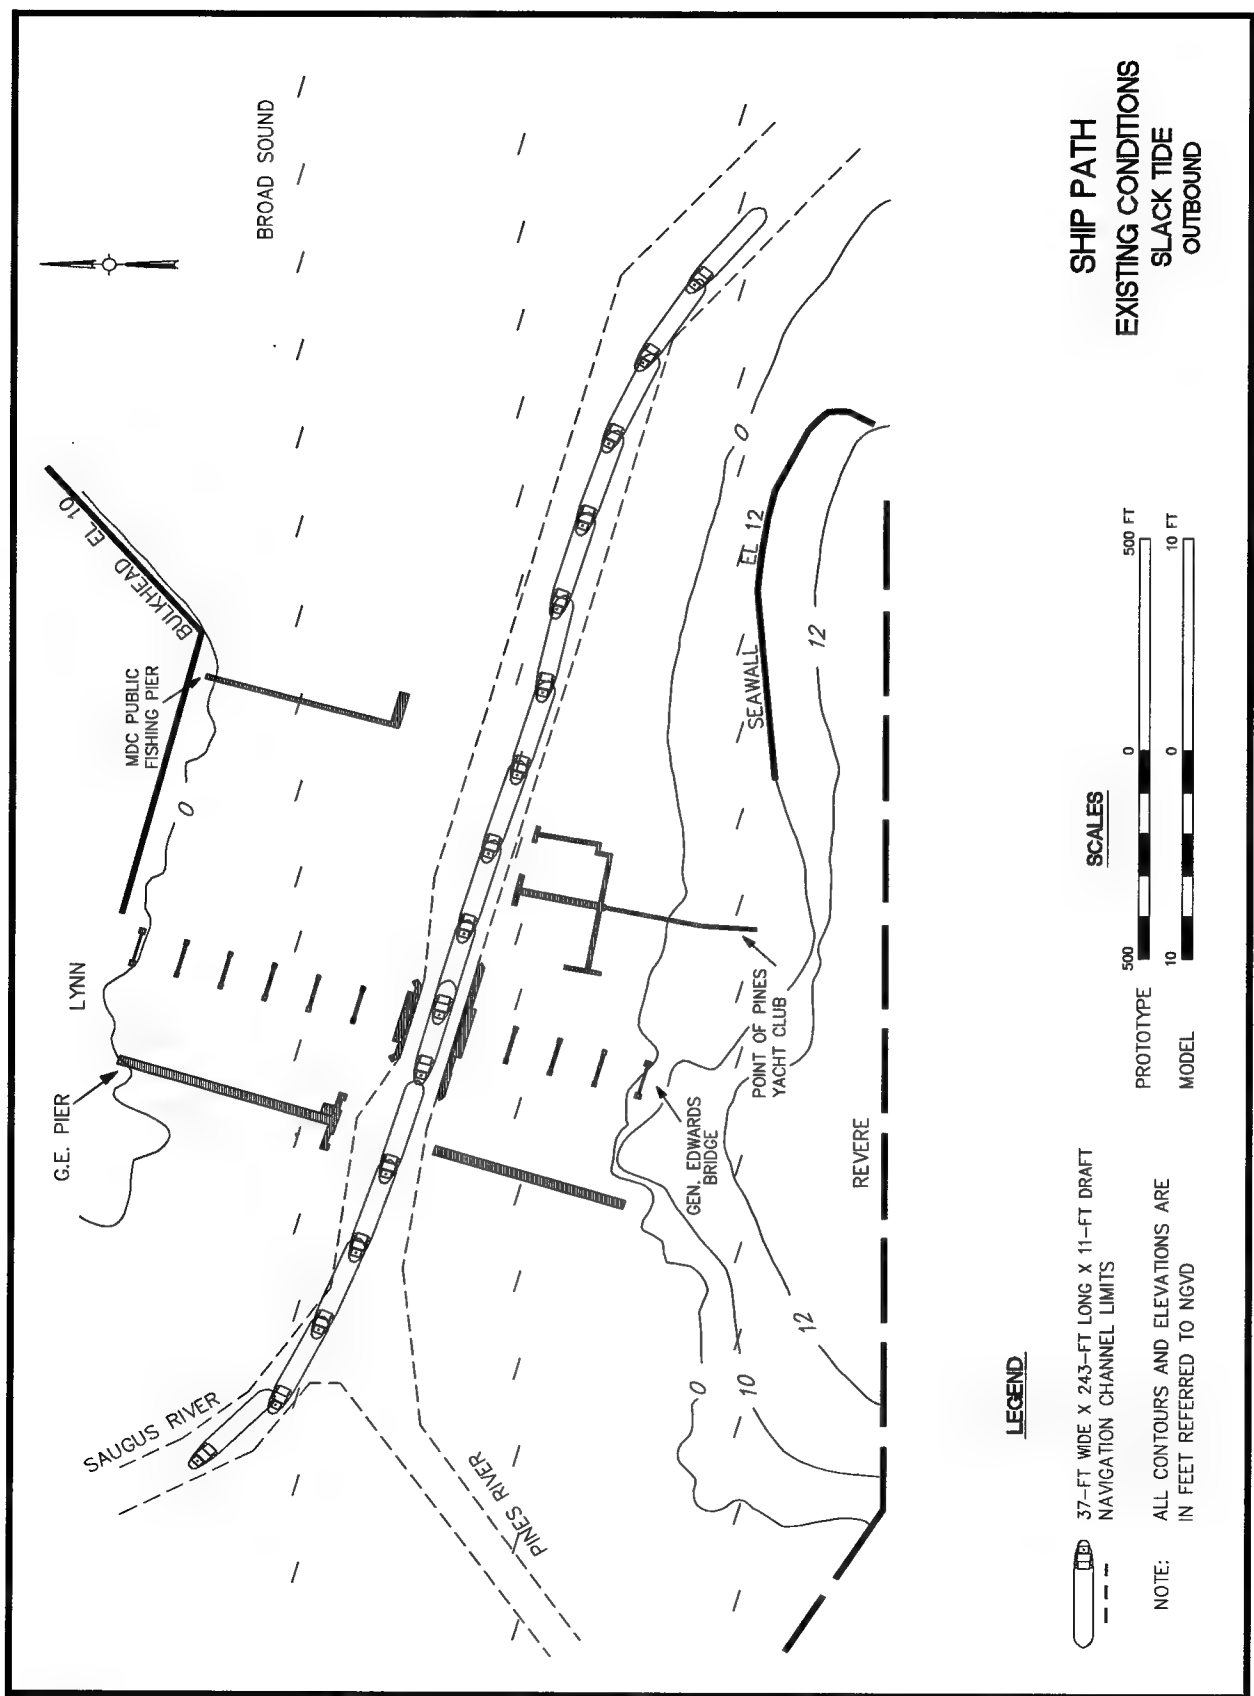 SHIP PATH
EXISTING CONDITIONS
SLACK TIDE
OUTBOUND
BROAD SOUND
BULKHEAD EL 10
MDC PUBLIC
FISHING PIER
0
LYNN
G.E. PIER
SAUGUS RIVER
PINES RIVER
0
SEAWALL EL 12
12
POINT OF PINES
YACHT CLUB
GEN. EDWARDS
BRIDGE
12
0
10
REVERE
SCALES
PROTOTYPE 500 0 500 FT
MODEL 10 0 10 FT
LEGEND
37-FT WIDE X 243-FT LONG X 11-FT DRAFT
NAVIGATION CHANNEL LIMITS
NOTE: ALL CONTOURS AND ELEVATIONS ARE
IN FEET REFERRED TO NGVD